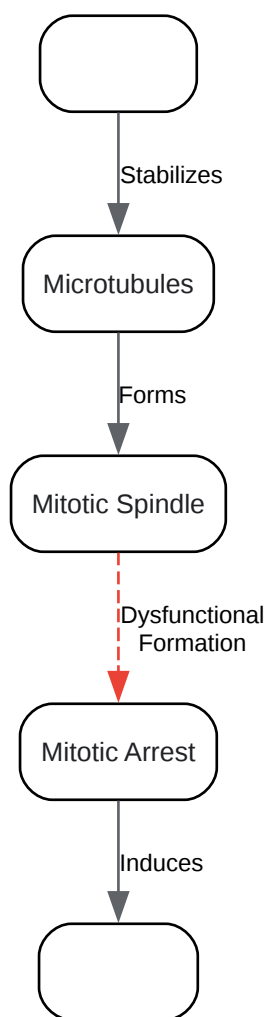 Stabilizes
Microtubules
Forms
Mitotic Spindle
Dysfunctional
Formation
Mitotic Arrest
Induces